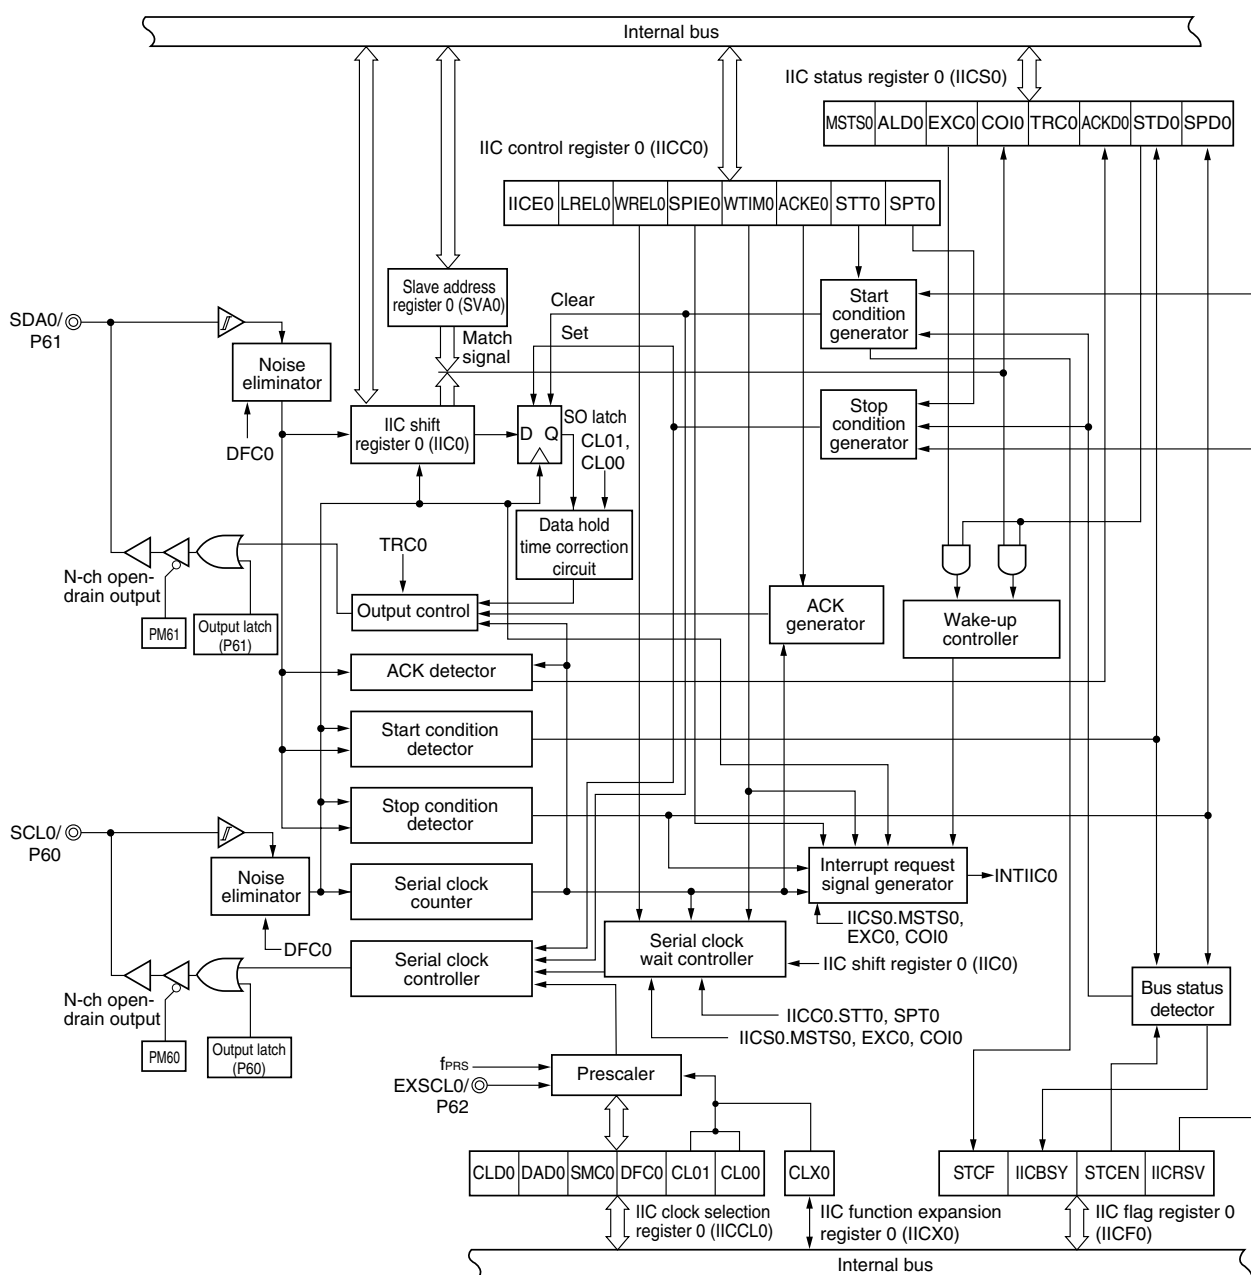 Internal bus
IIC status register 0 (IICS0)
MSTS0 ALD0 EXC0 COI0 TRC0 ACKD0 STD0 SPD0
IIC control register 0 (IICC0)
IICE0 LREL0 WREL0 SPIE0 WTIM0 ACKE0 STT0 SPT0
Slave address
register 0 (SVA0)
Clear
Set
Match
signal
Start
condition
generator
SDA0/
P61
Noise
eliminator
DFC0
IIC shift
register 0 (IIC0)
D Q
SO latch
CL01,
CL00
Stop
condition
generator
Data hold
time correction
circuit
TRC0
N-ch open-
drain output
PM61
Output latch
(P61)
Output control
ACK
generator
Wake-up
controller
ACK detector
Start condition
detector
Stop condition
detector
SCL0/
P60
Noise
eliminator
DFC0
Serial clock
counter
Interrupt request
signal generator
INTIIC0
IICS0.MSTS0,
EXC0, COI0
Serial clock
controller
Serial clock
wait controller
IIC shift register 0 (IIC0)
Bus status
detector
N-ch open-
drain output
PM60
Output latch
(P60)
IICC0.STT0, SPT0
IICS0.MSTS0, EXC0, COI0
fPRS
EXSCL0/
P62
Prescaler
CLD0 DAD0 SMC0 DFC0 CL01 CL00
CLX0
STCF IICBSY STCEN IICRSV
IIC clock selection
register 0 (IICCL0)
IIC function expansion
register 0 (IICX0)
IIC flag register 0
(IICF0)
Internal bus